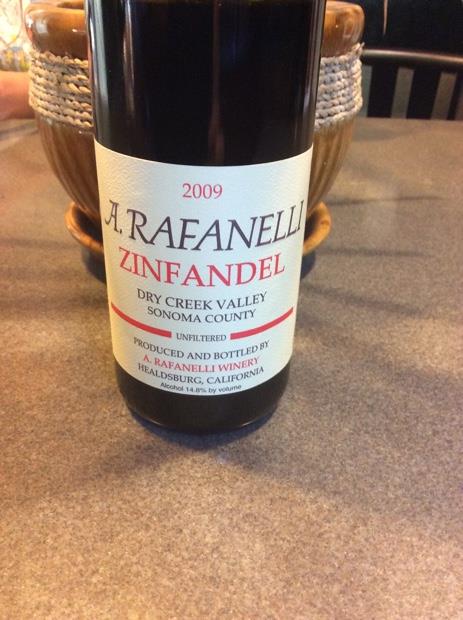 2009
A. RAFANELLI
ZINFANDEL
DRY CREEK VALLEY
SONOMA COUNTY
UNFILTERED
PRODUCED AND BOTTLED BY
A. RAFANELLI WINERY
HEALDSBURG, CALIFORNIA
Alcohol 14.8% by volume